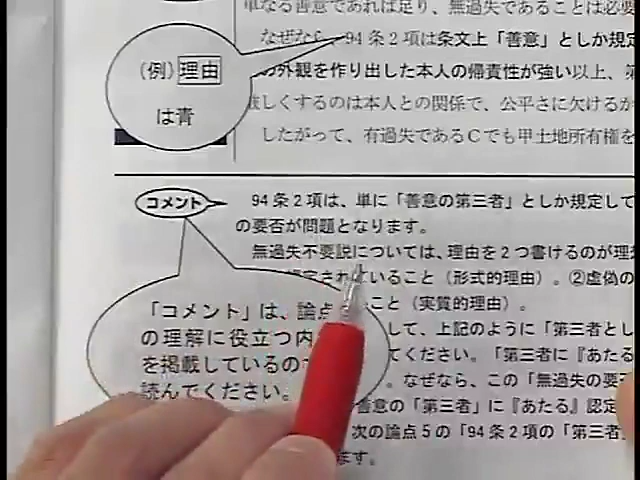 単なる善意であれば足り、無過失であることは必要
なぜなら、94条2項は条文上「善意」としか規定
の外観を作り出した本人の帰責性が強い以上、第
しくするのは本人との関係で、公平さに欠けるか
したがって、有過失であるCでも甲土地所有権を
(例)理由
は青
コメント
94条2項は、単に「善意の第三者」としか規定して
の要否が問題となります。
無過失不要説については、理由を2つ書けるのが理
規定されていること(形式的理由)。②虚偽の
こと(実質的理由)。
して、上記のように「第三者とし
てください。「第三者に『あたる
。なぜなら、この「無過失の要否
善意の「第三者」に『あたる』認定
次の論点5の「94条2項の「第三者
ます。
「コメント」は、論点
の理解に役立つ内
を掲載しているの
読んでください。